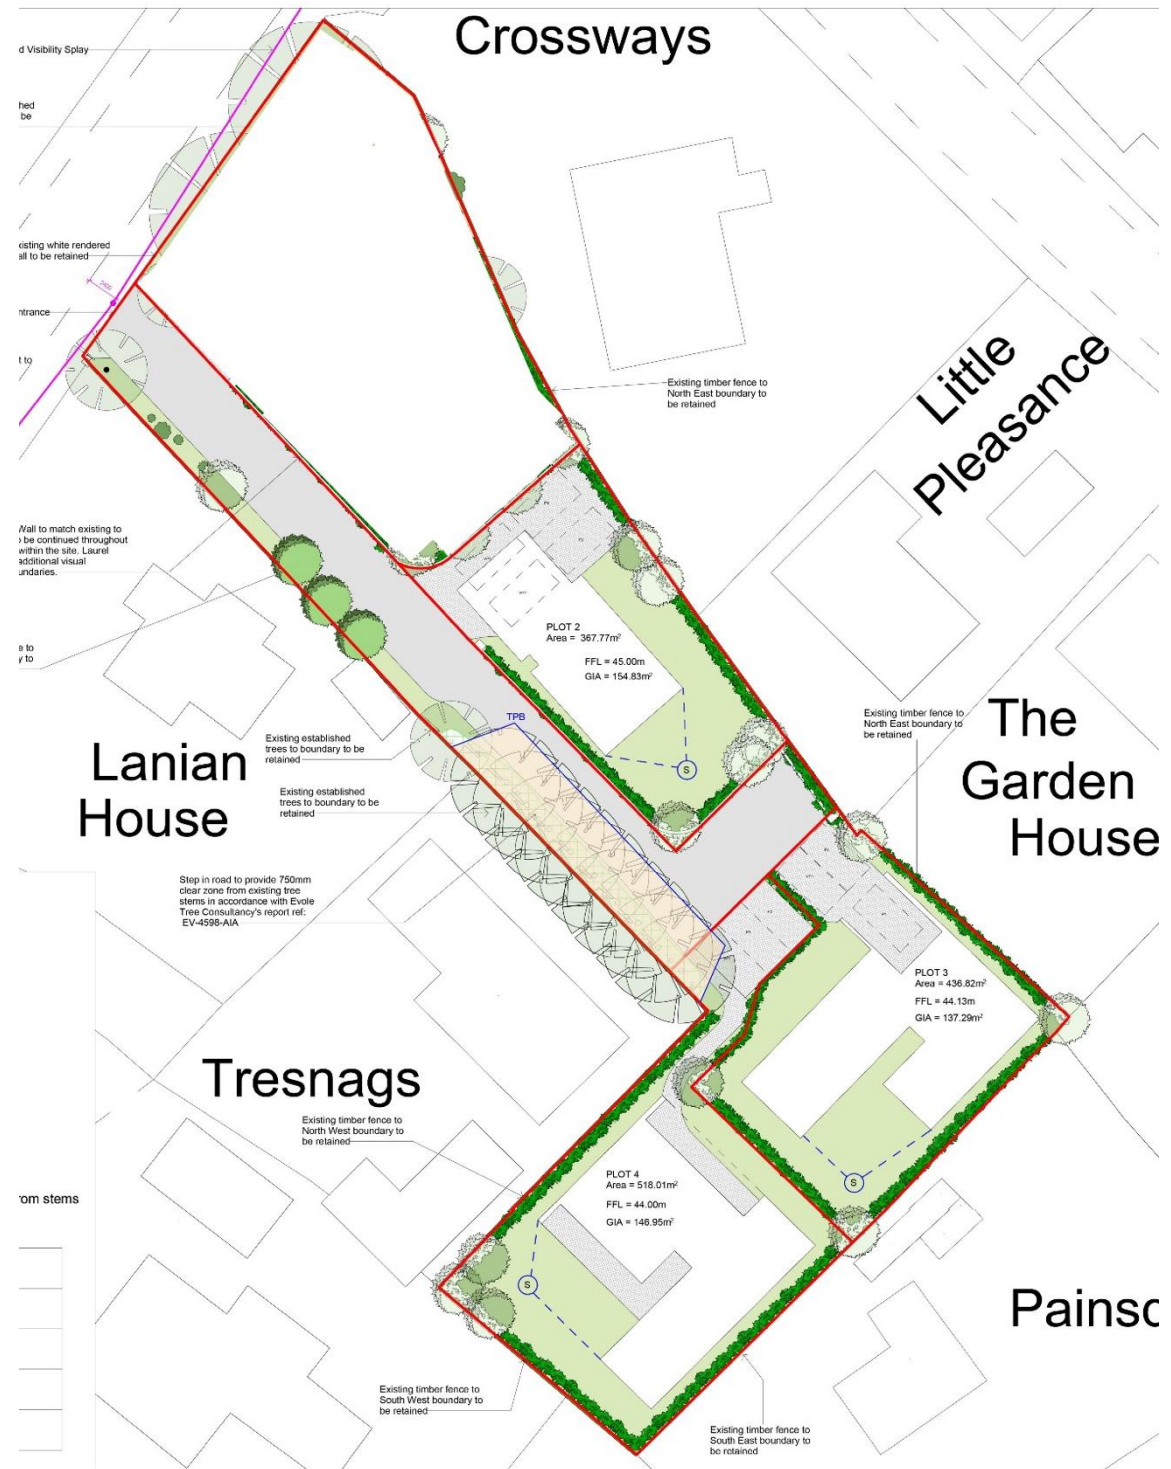 Crossways
d Visibility Splay
hed
be
xisting white rendered
all to be retained
2400
ntrance
t to
Existing timber fence to
North East boundary to
be retained
Little
Pleasance
Wall to match existing to
be continued throughout
within the site. Laurel
additional visual
undaries.
e to
y to
PLOT 2
Area = 367.77m²
FFL = 45.00m
GIA = 154.83m²
TPB
S
Existing timber fence to
North East boundary to
be retained
The
Garden
House
Lanian
House
Existing established
trees to boundary to be
retained
Existing established
trees to boundary to be
retained
Step in road to provide 750mm
clear zone from existing tree
stems in accordance with Evole
Tree Consultancy's report ref:
EV-4598-AIA
PLOT 3
Area = 436.82m²
FFL = 44.13m
GIA = 137.29m²
S
Tresnags
Existing timber fence to
North West boundary to
be retained
PLOT 4
Area = 518.01m²
FFL = 44.00m
GIA = 146.95m²
S
rom stems
Painsc
Existing timber fence to
South West boundary to
be retained
Existing timber fence to
South East boundary to
be retained